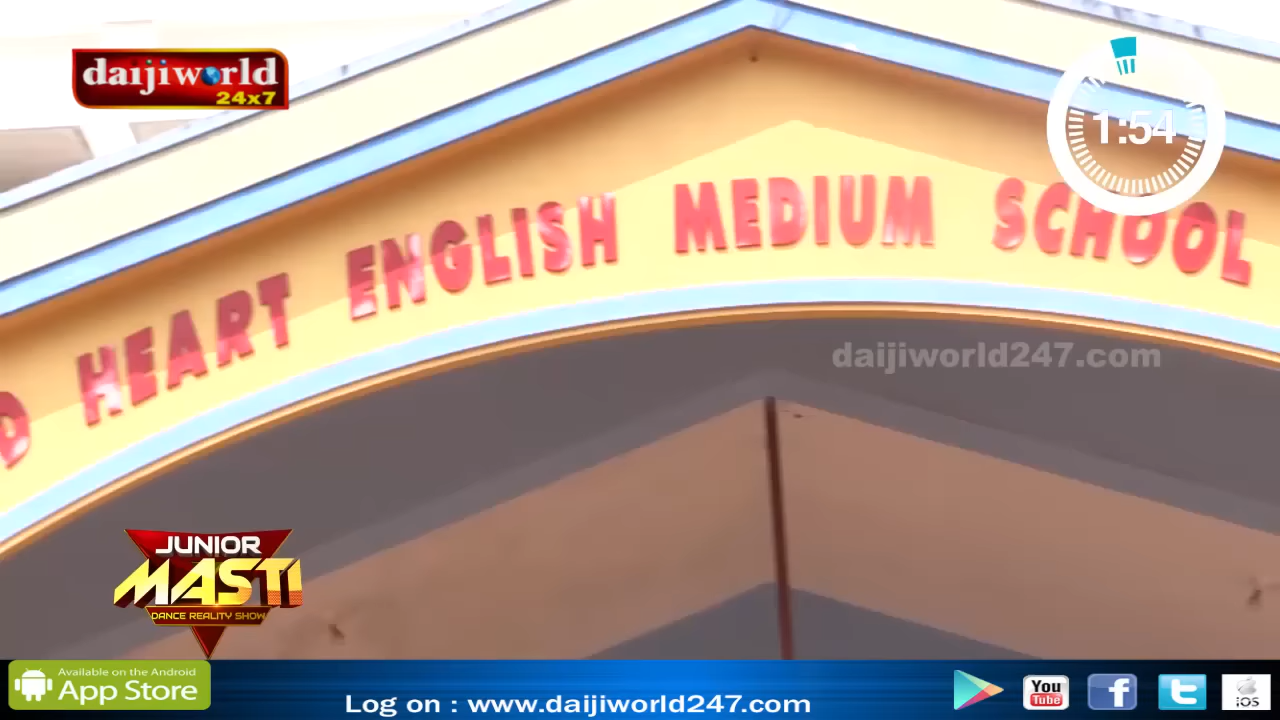 daijiworld
24x7
1:54
D HEART ENGLISH MEDIUM SCHOOL
daijiworld247.com
JUNIOR
MASTI
DANCE REALITY SHOW
Available on the Android
App Store
Log on : www.daijiworld247.com
You
Tube
f
t
iOS